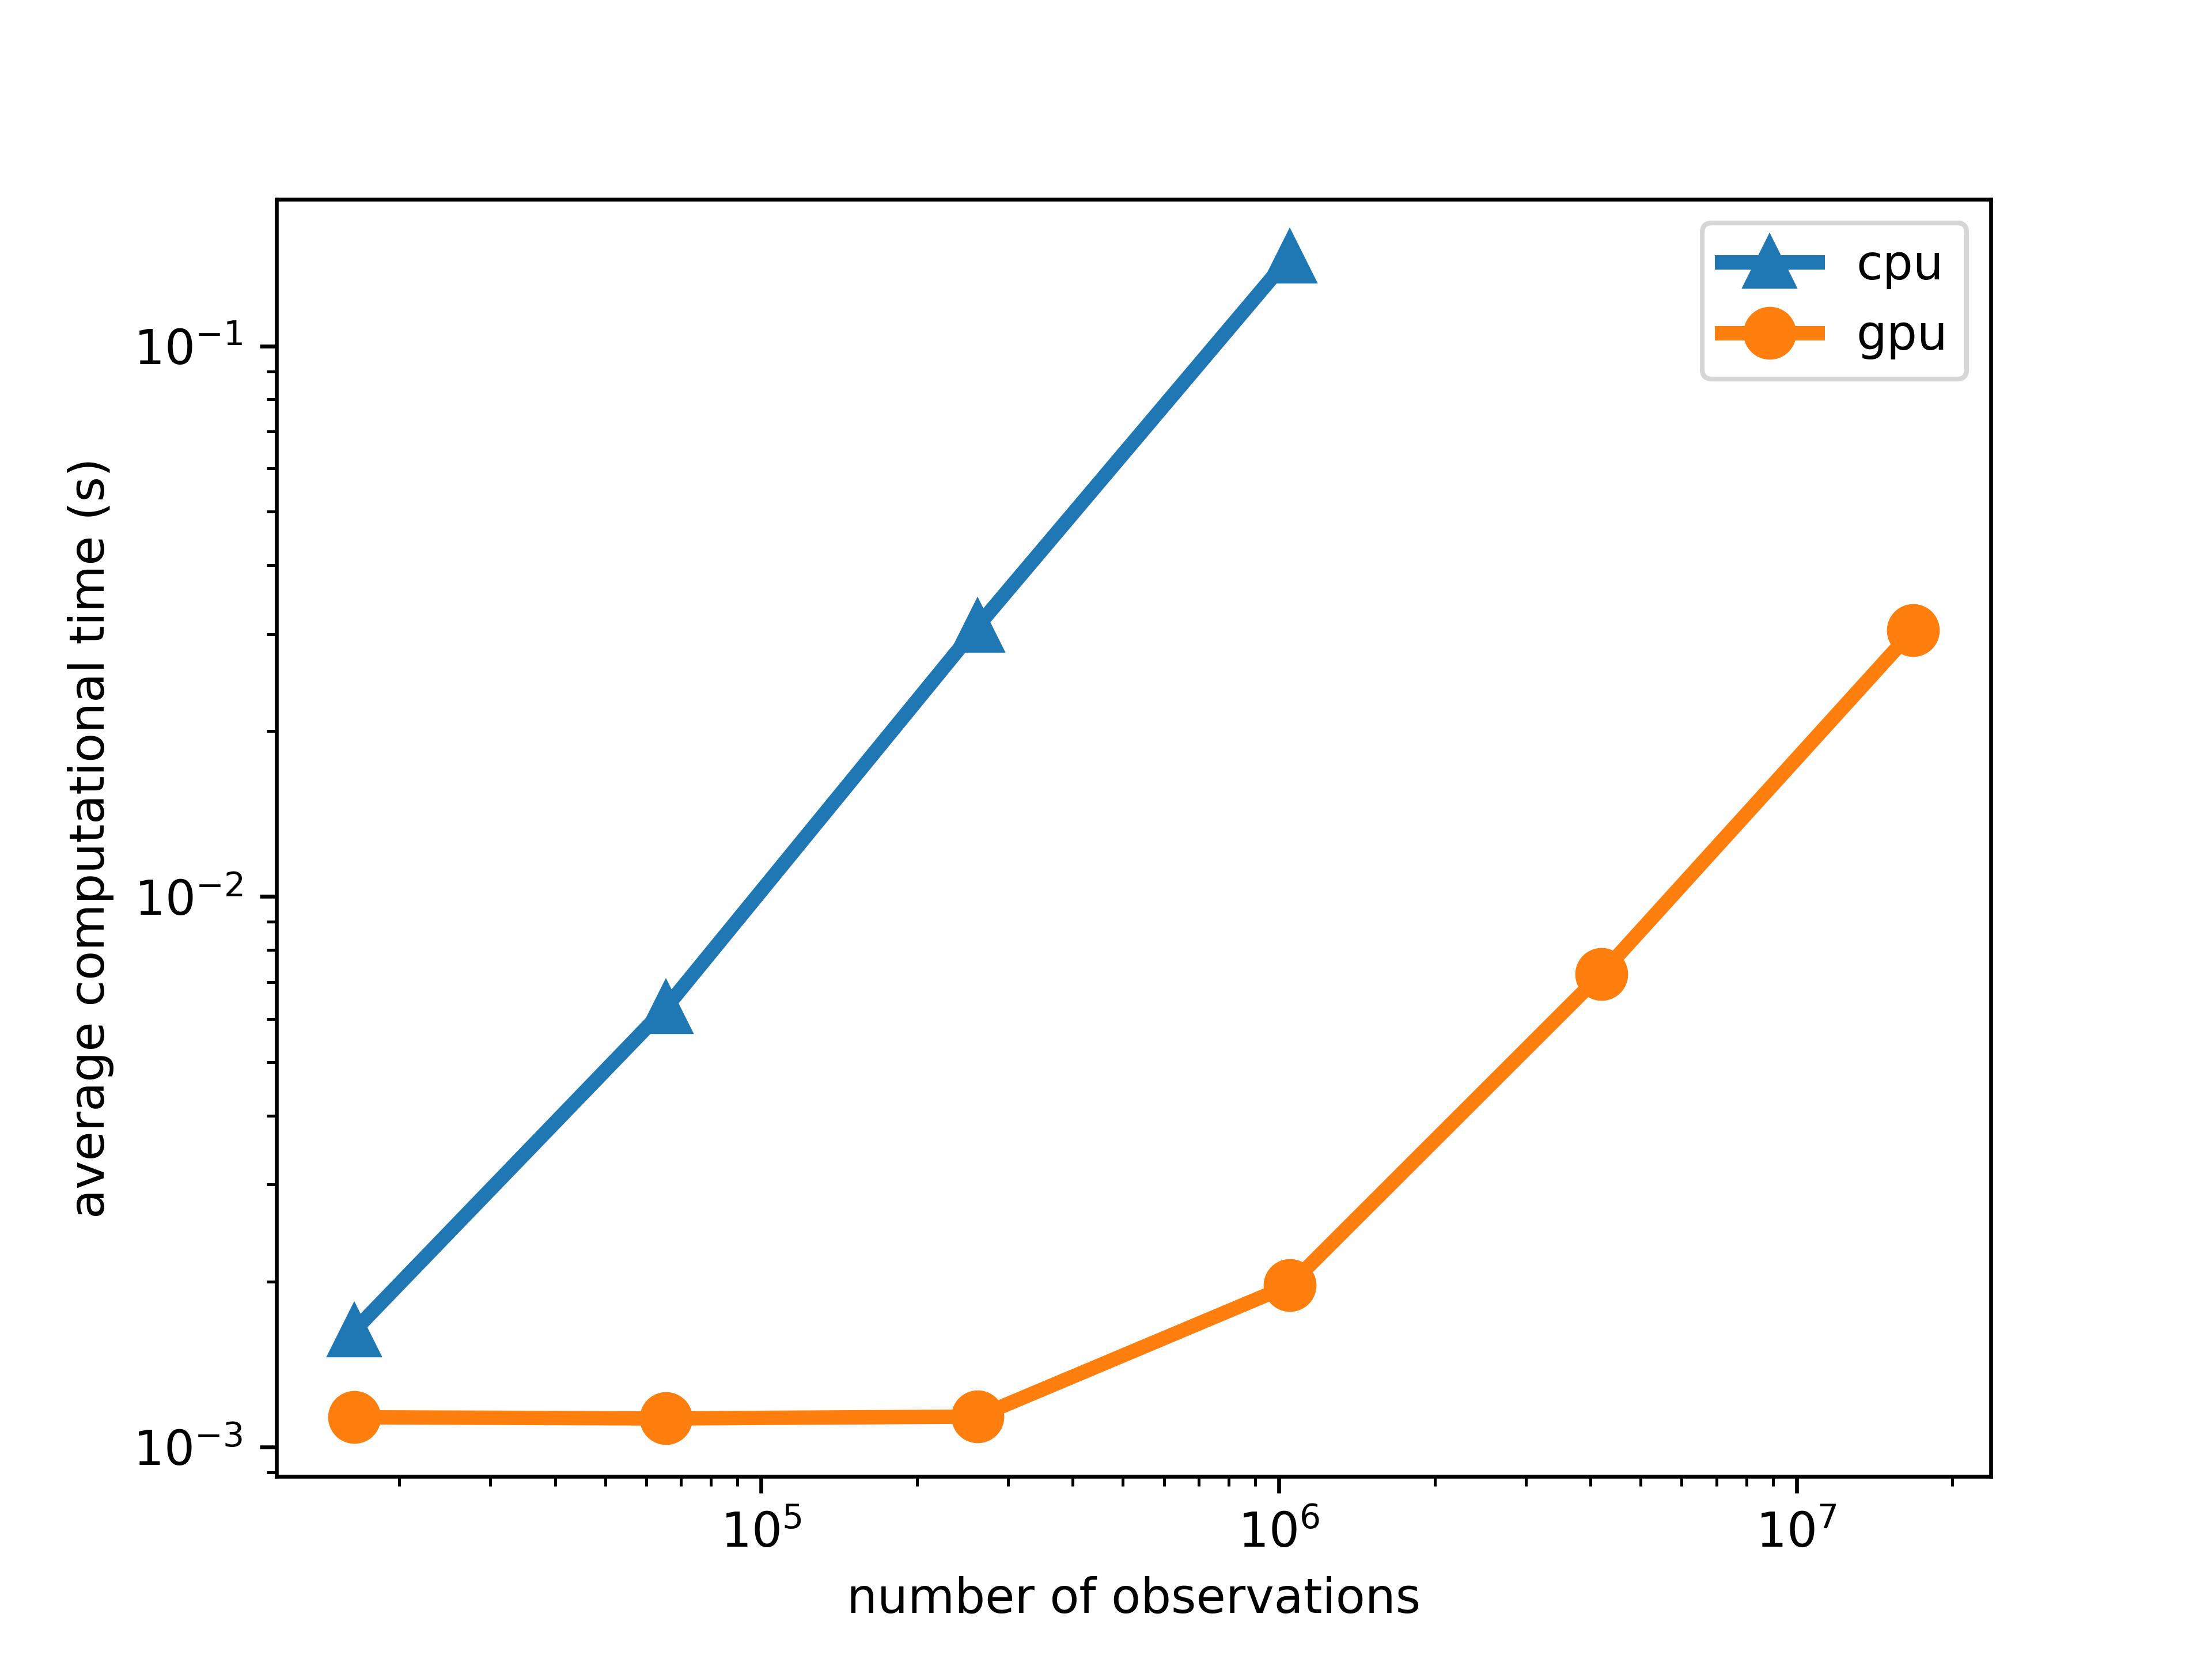 cpu
gpu
average computational time (s)
10⁻¹
10⁻²
10⁻³
10⁵
10⁶
10⁷
number of observations